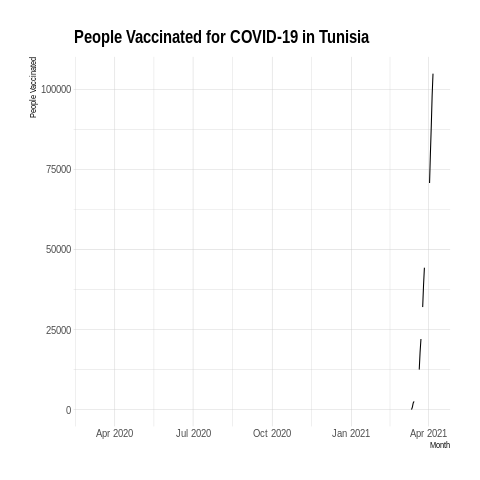 People Vaccinated for COVID-19 in Tunisia
People Vaccinated
100000
75000
50000
25000
0
Apr 2020 Jul 2020 Oct 2020 Jan 2021 Apr 2021
Month